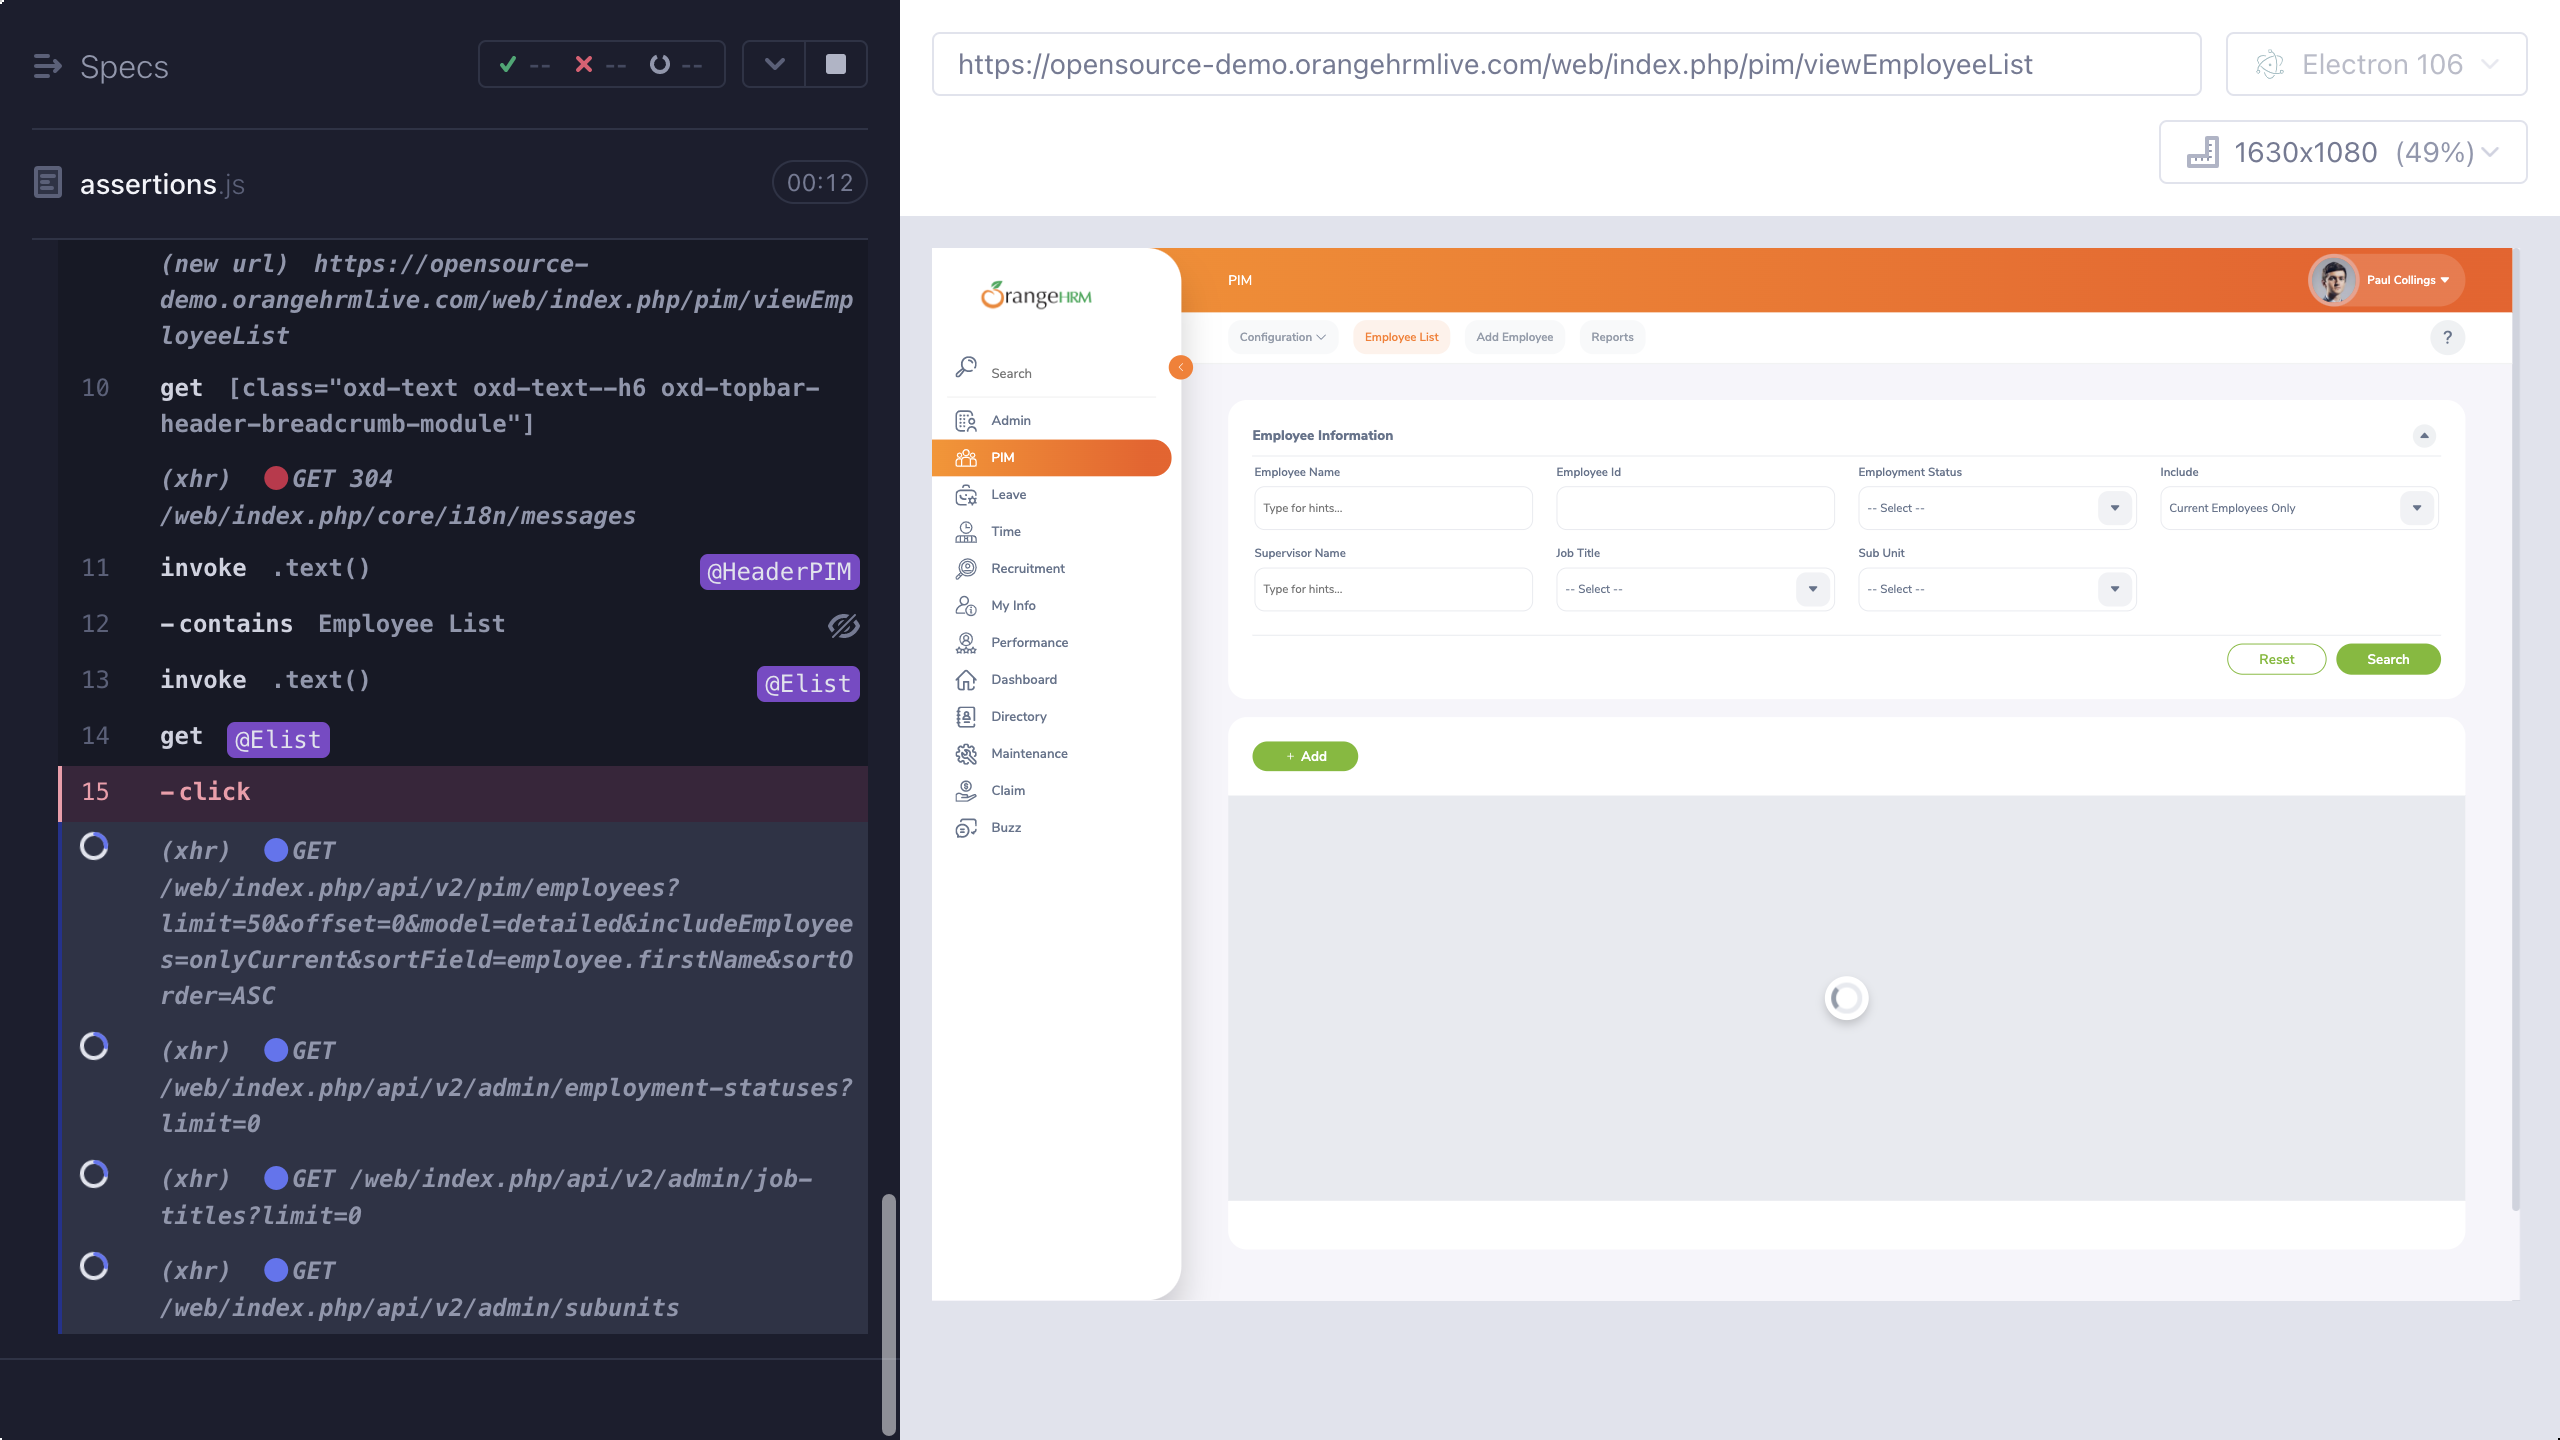 Specs
-- -- --
assertions.js
00:12
(new url) https://opensource-
demo.orangehrmlive.com/web/index.php/pim/viewEmp
loyeeList
10 get [class="oxd-text oxd-text--h6 oxd-topbar-
header-breadcrumb-module"]
(xhr) GET 304
/web/index.php/core/i18n/messages
11 invoke .text() @HeaderPIM
12 -contains Employee List
13 invoke .text() @Elist
14 get @Elist
15 -click
(xhr) GET
/web/index.php/api/v2/pim/employees?
limit=50&offset=0&model=detailed&includeEmployee
s=onlyCurrent&sortField=employee.firstName&sortO
rder=ASC
(xhr) GET
/web/index.php/api/v2/admin/employment-statuses?
limit=0
(xhr) GET /web/index.php/api/v2/admin/job-
titles?limit=0
(xhr) GET
/web/index.php/api/v2/admin/subunits
https://opensource-demo.orangehrmlive.com/web/index.php/pim/viewEmployeeList
Electron 106
1630x1080 (49%)
OrangeHRM
Search
Admin
PIM
Leave
Time
Recruitment
My Info
Performance
Dashboard
Directory
Maintenance
Claim
Buzz
PIM
Paul Collings
Configuration Employee List Add Employee Reports ?
Employee Information
Employee Name Employee Id Employment Status Include
Type for hints... -- Select -- Current Employees Only
Supervisor Name Job Title Sub Unit
Type for hints... -- Select -- -- Select --
Reset Search
+ Add